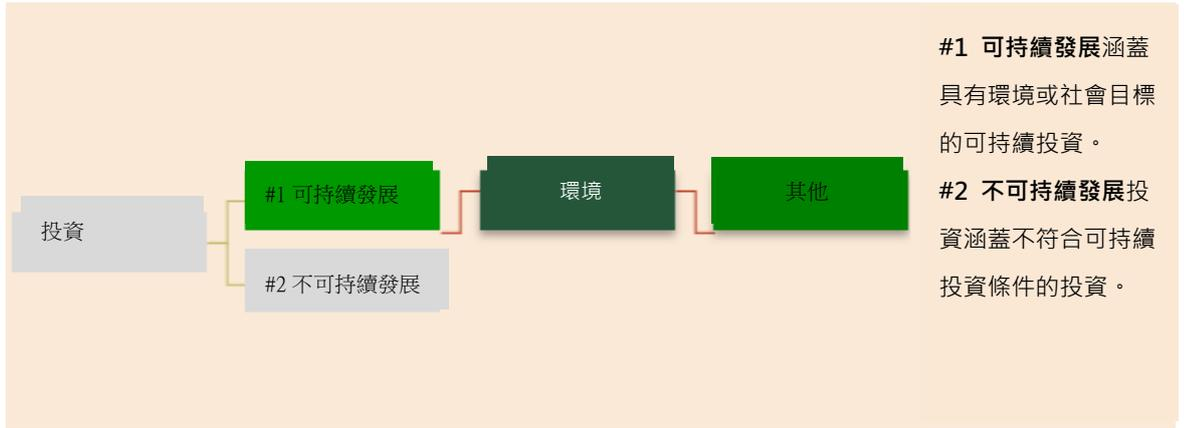 投資
#1 可持續發展
#2 不可持續發展
環境
其他
#1 可持續發展涵蓋
具有環境或社會目標
的可持續投資。
#2 不可持續發展投
資涵蓋不符合可持續
投資條件的投資。